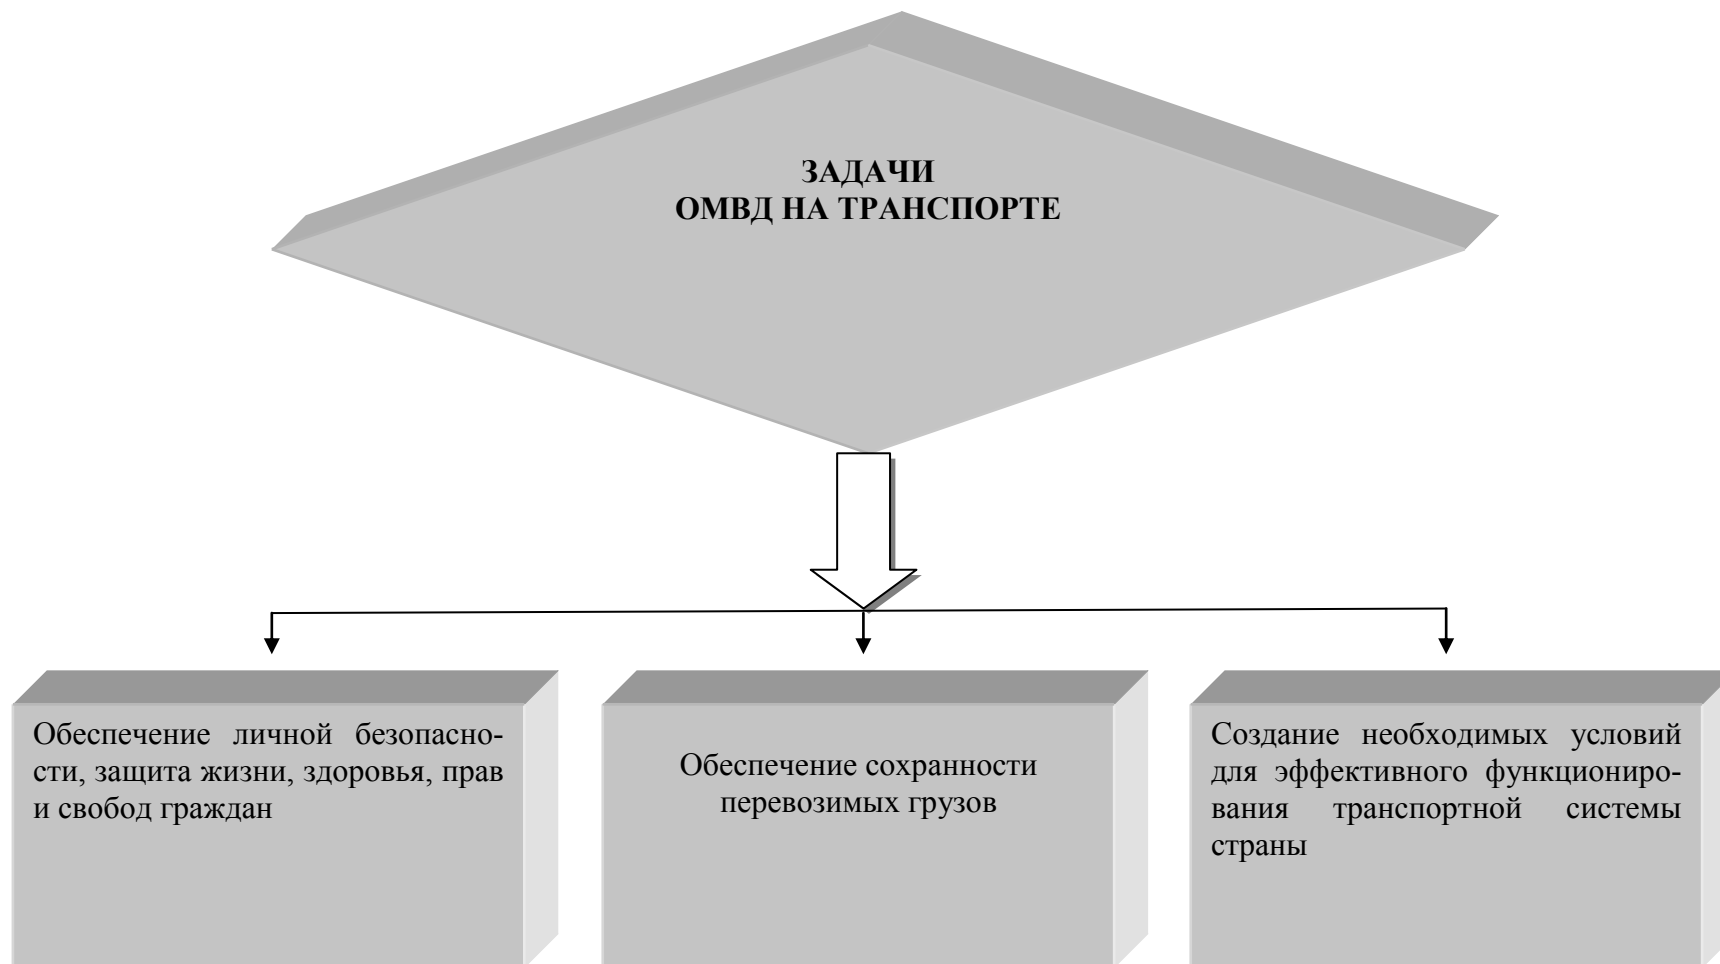 ЗАДАЧИ
ОМВД НА ТРАНСПОРТЕ
Обеспечение личной безопасно-
сти, защита жизни, здоровья, прав
и свобод граждан
Обеспечение сохранности
перевозимых грузов
Создание необходимых условий
для эффективного функциониро-
вания транспортной системы
страны